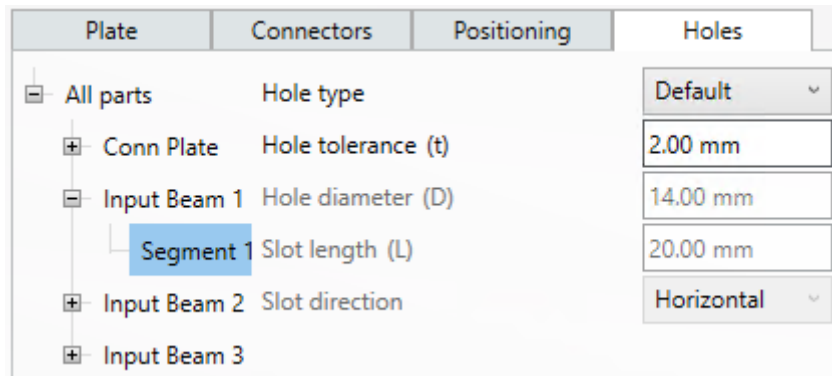 Plate Connectors Positioning Holes
All parts Hole type Default
Conn Plate Hole tolerance (t) 2.00 mm
Input Beam 1 Hole diameter (D) 14.00 mm
Segment 1 Slot length (L) 20.00 mm
Input Beam 2 Slot direction Horizontal
Input Beam 3